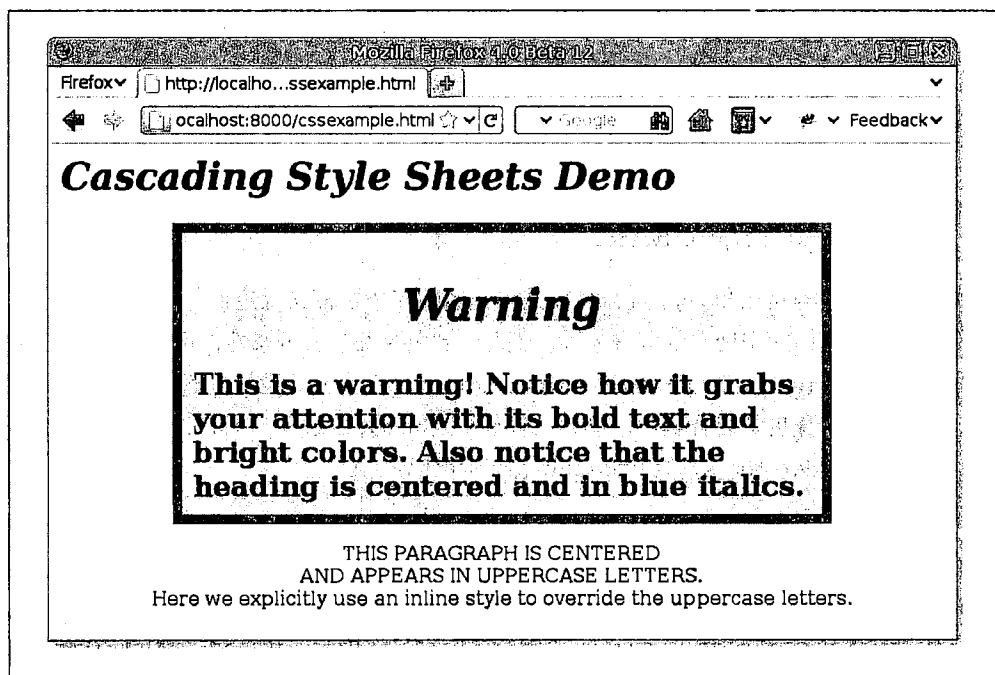 Mozilla Firefox 4.0 Beta 12
Firefox
http://localho...ssexample.html
ocalhost:8000/cssexample.html
Google
Feedback
Cascading Style Sheets Demo
Warning
This is a warning! Notice how it grabs
your attention with its bold text and
bright colors. Also notice that the
heading is centered and in blue italics.
THIS PARAGRAPH IS CENTERED
AND APPEARS IN UPPERCASE LETTERS.
Here we explicitly use an inline style to override the uppercase letters.